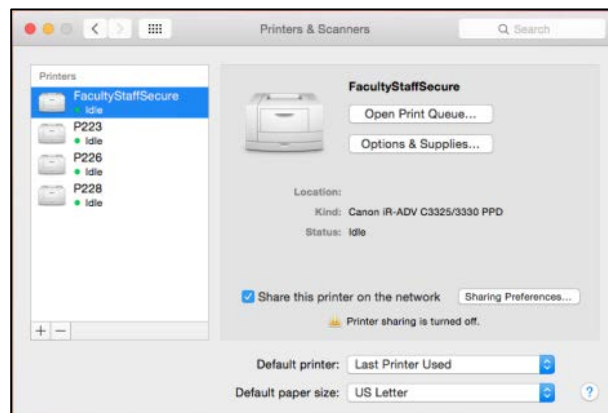 Printers & Scanners
Search
Printers
FacultyStaffSecure
Idle
P223
Idle
P226
Idle
P228
Idle
+ −
FacultyStaffSecure
Open Print Queue...
Options & Supplies...
Location:
Kind: Canon iR-ADV C3325/3330 PPD
Status: Idle
Share this printer on the network
Sharing Preferences...
Printer sharing is turned off.
Default printer: Last Printer Used
Default paper size: US Letter
?